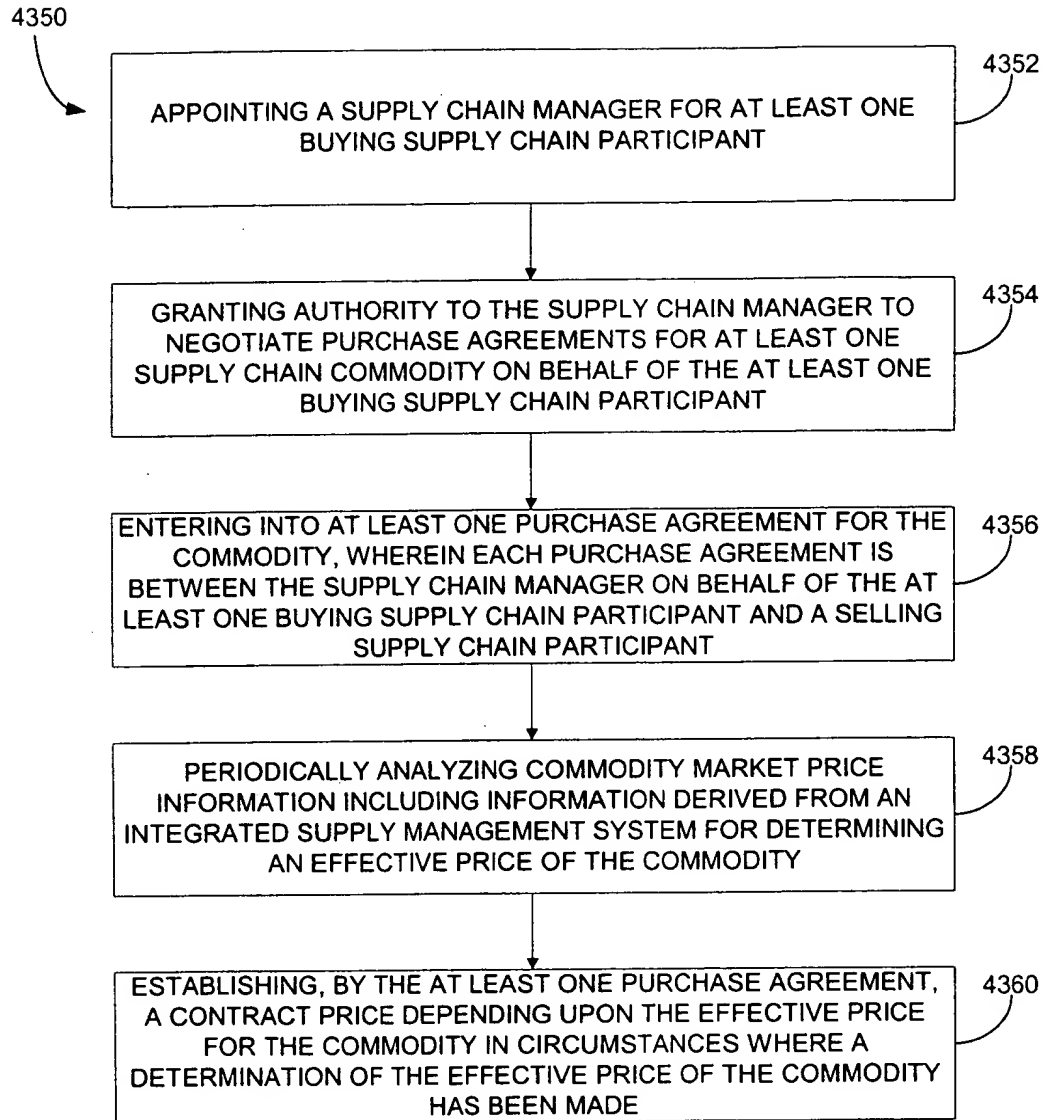 4350
4352
APPOINTING A SUPPLY CHAIN MANAGER FOR AT LEAST ONE
BUYING SUPPLY CHAIN PARTICIPANT
4354
GRANTING AUTHORITY TO THE SUPPLY CHAIN MANAGER TO
NEGOTIATE PURCHASE AGREEMENTS FOR AT LEAST ONE
SUPPLY CHAIN COMMODITY ON BEHALF OF THE AT LEAST ONE
BUYING SUPPLY CHAIN PARTICIPANT
4356
ENTERING INTO AT LEAST ONE PURCHASE AGREEMENT FOR THE
COMMODITY, WHEREIN EACH PURCHASE AGREEMENT IS
BETWEEN THE SUPPLY CHAIN MANAGER ON BEHALF OF THE AT
LEAST ONE BUYING SUPPLY CHAIN PARTICIPANT AND A SELLING
SUPPLY CHAIN PARTICIPANT
4358
PERIODICALLY ANALYZING COMMODITY MARKET PRICE
INFORMATION INCLUDING INFORMATION DERIVED FROM AN
INTEGRATED SUPPLY MANAGEMENT SYSTEM FOR DETERMINING
AN EFFECTIVE PRICE OF THE COMMODITY
4360
ESTABLISHING, BY THE AT LEAST ONE PURCHASE AGREEMENT,
A CONTRACT PRICE DEPENDING UPON THE EFFECTIVE PRICE
FOR THE COMMODITY IN CIRCUMSTANCES WHERE A
DETERMINATION OF THE EFFECTIVE PRICE OF THE COMMODITY
HAS BEEN MADE